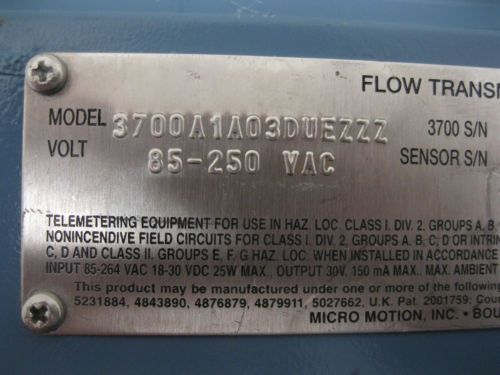 FLOW TRANSM
MODEL 3700A1A03DUEZZZ 3700 S/N
VOLT 85-250 VAC SENSOR S/N
TELEMETERING EQUIPMENT FOR USE IN HAZ. LOC. CLASS I. DIV. 2. GROUPS A, B,
NONINCENDIVE FIELD CIRCUITS FOR CLASS I. DIV. 2, GROUPS A, B, C, D OR INTRIN
C, D AND CLASS II. GROUPS E, F, G HAZ. LOC. WHEN INSTALLED IN ACCORDANCE
INPUT 85-264 VAC 18-30 VDC 25W MAX., OUTPUT 30V, 150 mA MAX. MAX. AMBIENT
This product may be manufactured under one or more of the following
5231884, 4843890, 4876879, 4879911, 5027662, U.K. Pat. 2001759; Cou
MICRO MOTION, INC. • BOU